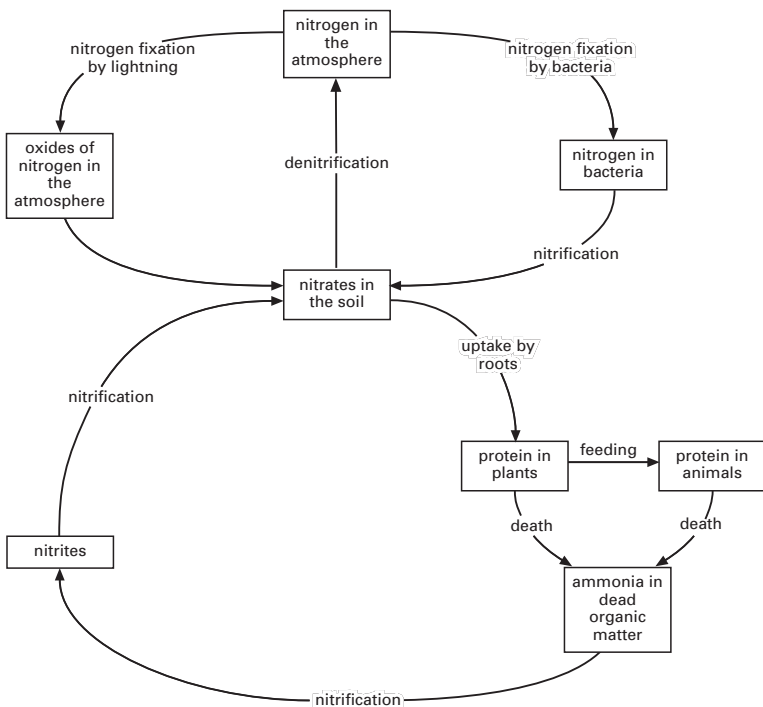 nitrogen in
the
atmosphere
nitrogen fixation
by lightning
nitrogen fixation
by bacteria
oxides of
nitrogen in
the
atmosphere
denitrification
nitrogen in
bacteria
nitrification
nitrates in
the soil
uptake by
roots
nitrification
protein in
plants
feeding
protein in
animals
death
death
nitrites
ammonia in
dead
organic
matter
nitrification